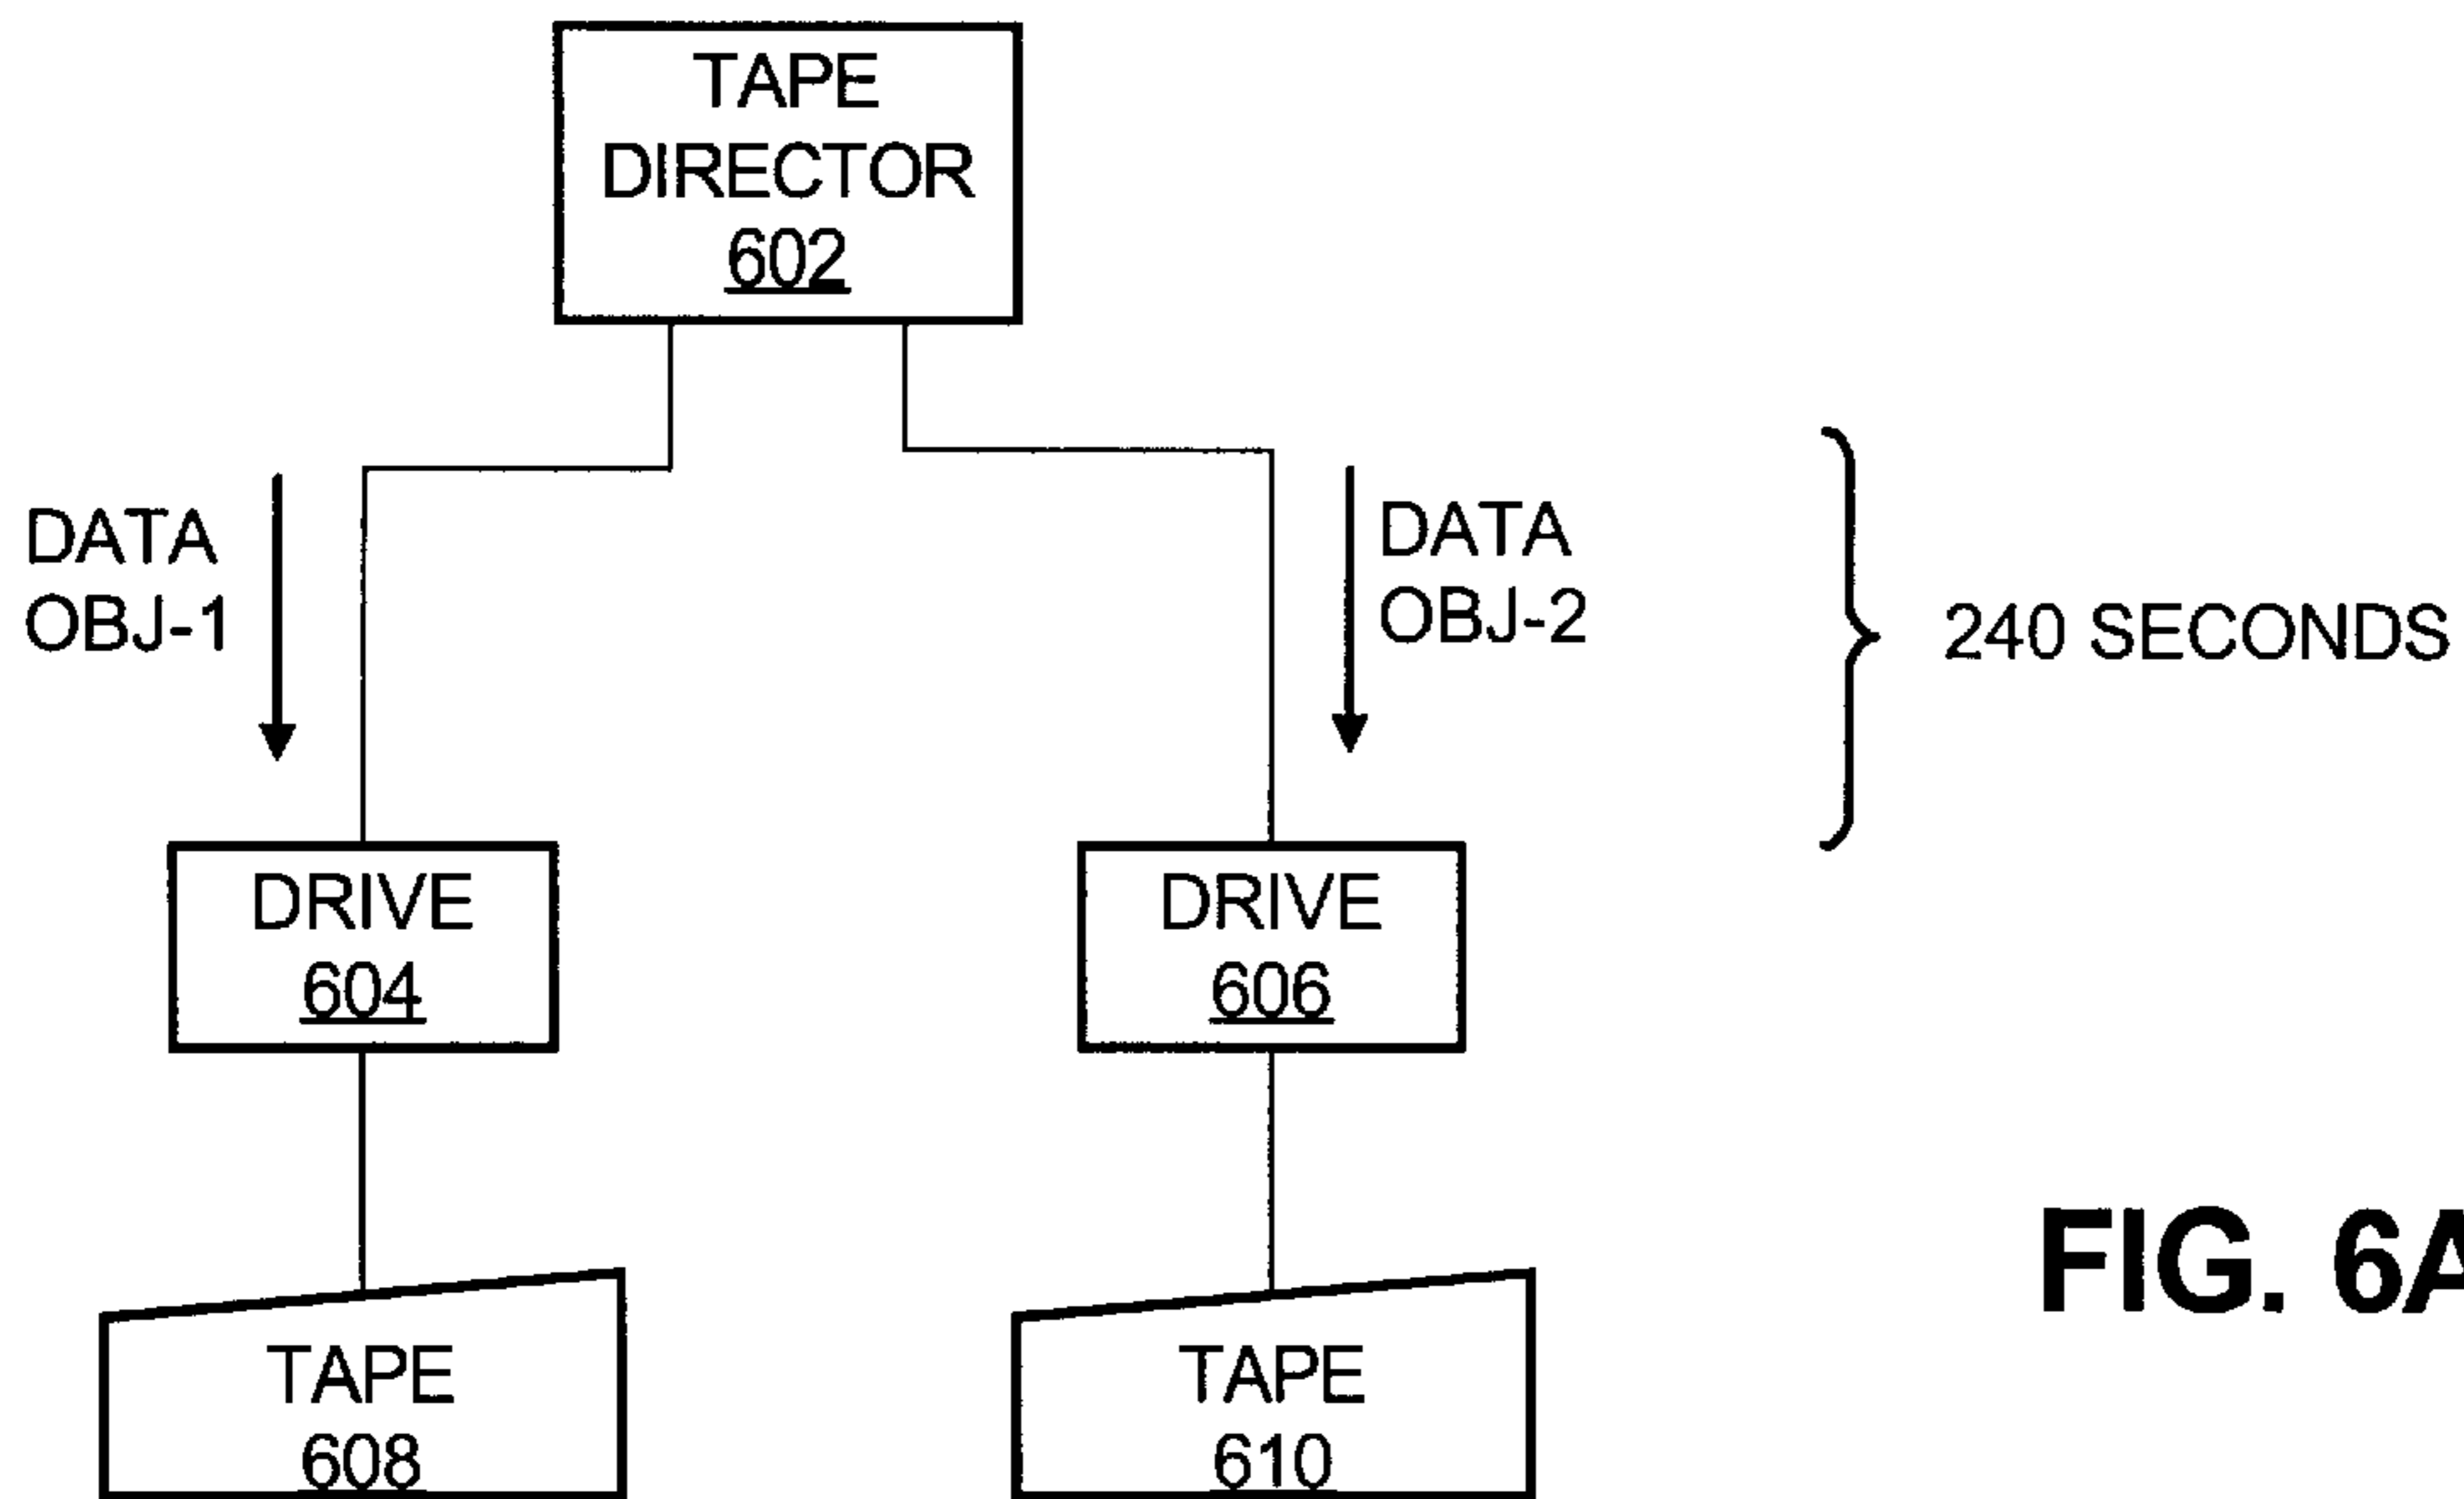 TAPE
DIRECTOR
602
DATA
OBJ-1
DATA
OBJ-2
240 SECONDS
DRIVE
604
DRIVE
606
FIG. 6A
TAPE
608
TAPE
610